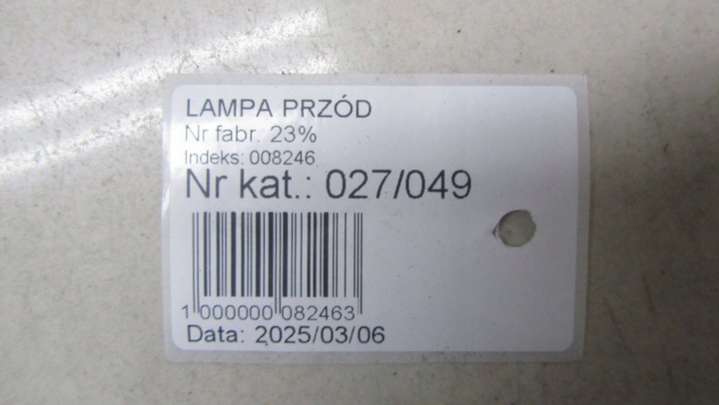 LAMPA PRZÓD
Nr fabr. 23%
Indeks: 008246
Nr kat.: 027/049
1 000000 082463
Data: 2025/03/06